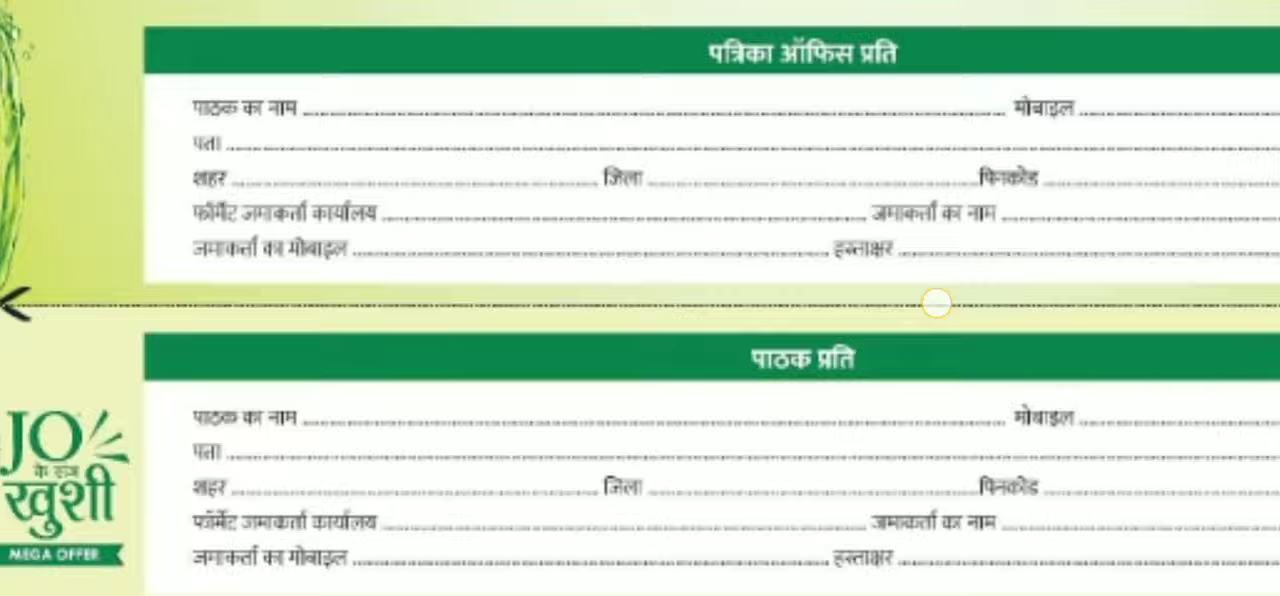 पत्रिका ऑफिस प्रति
पाठक का नाम ........ मोबाइल ........
पता ........
शहर ........ जिला ........ पिनकोड ........
फॉर्मेट जमाकर्ता कार्यालय ........ जमाकर्ता का नाम ........
जमाकर्ता का मोबाइल ........ हस्ताक्षर ........
पाठक प्रति
पाठक का नाम ........ मोबाइल ........
पता ........
शहर ........ जिला ........ पिनकोड ........
फॉर्मेट जमाकर्ता कार्यालय ........ जमाकर्ता का नाम ........
जमाकर्ता का मोबाइल ........ हस्ताक्षर ........
JO
के साथ
खुशी
MEGA OFFER